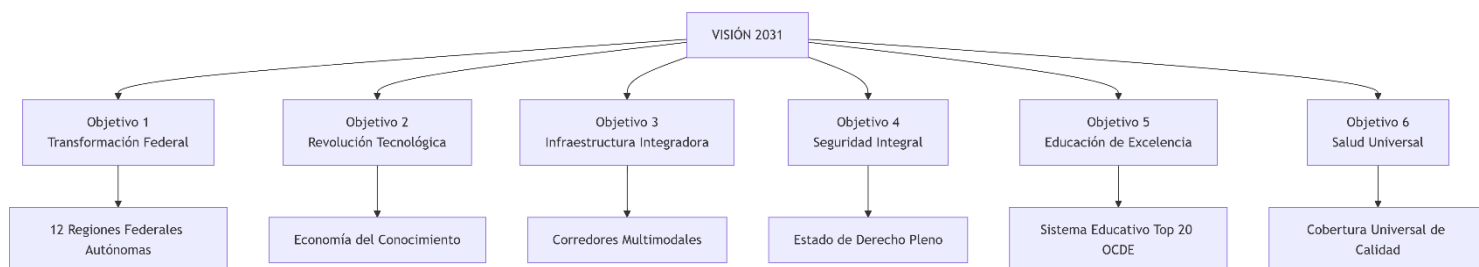 VISIÓN 2031
Objetivo 1
Transformación Federal
Objetivo 2
Revolución Tecnológica
Objetivo 3
Infraestructura Integradora
Objetivo 4
Seguridad Integral
Objetivo 5
Educación de Excelencia
Objetivo 6
Salud Universal
12 Regiones Federales
Autónomas
Economía del Conocimiento
Corredores Multimodales
Estado de Derecho Pleno
Sistema Educativo Top 20
OCDE
Cobertura Universal de
Calidad